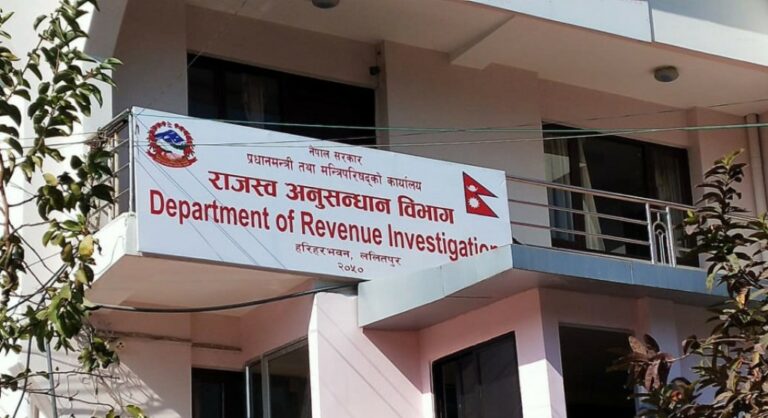 नेपाल सरकार
प्रधानमन्त्री तथा मन्त्रिपरिषद्को कार्यालय
राजस्व अनुसन्धान विभाग
Department of Revenue Investigation
हरिहरभवन, ललितपुर
२०५०